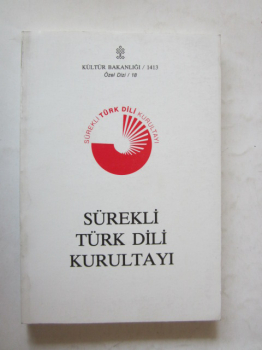 KÜLTÜR BAKANLIĞI / 1413
Özel Dizi / 18
SÜREKLİ TÜRK DİLİ KURULTAYI
SÜREKLİ
TÜRK DİLİ
KURULTAYI